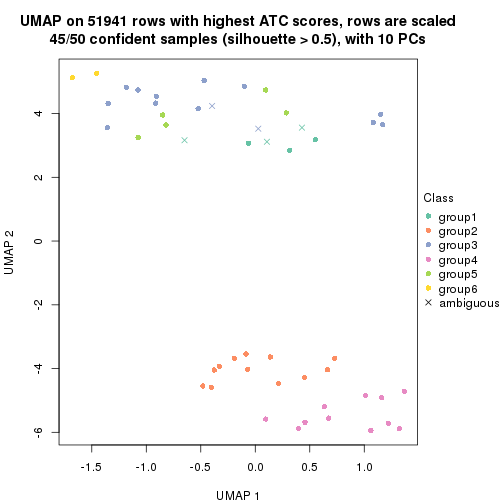 UMAP on 51941 rows with highest ATC scores, rows are scaled
45/50 confident samples (silhouette > 0.5), with 10 PCs
4
2
0
-2
-4
-6
UMAP 2
-1.5
-1.0
-0.5
0.0
0.5
1.0
UMAP 1
Class
group1
group2
group3
group4
group5
group6
ambiguous